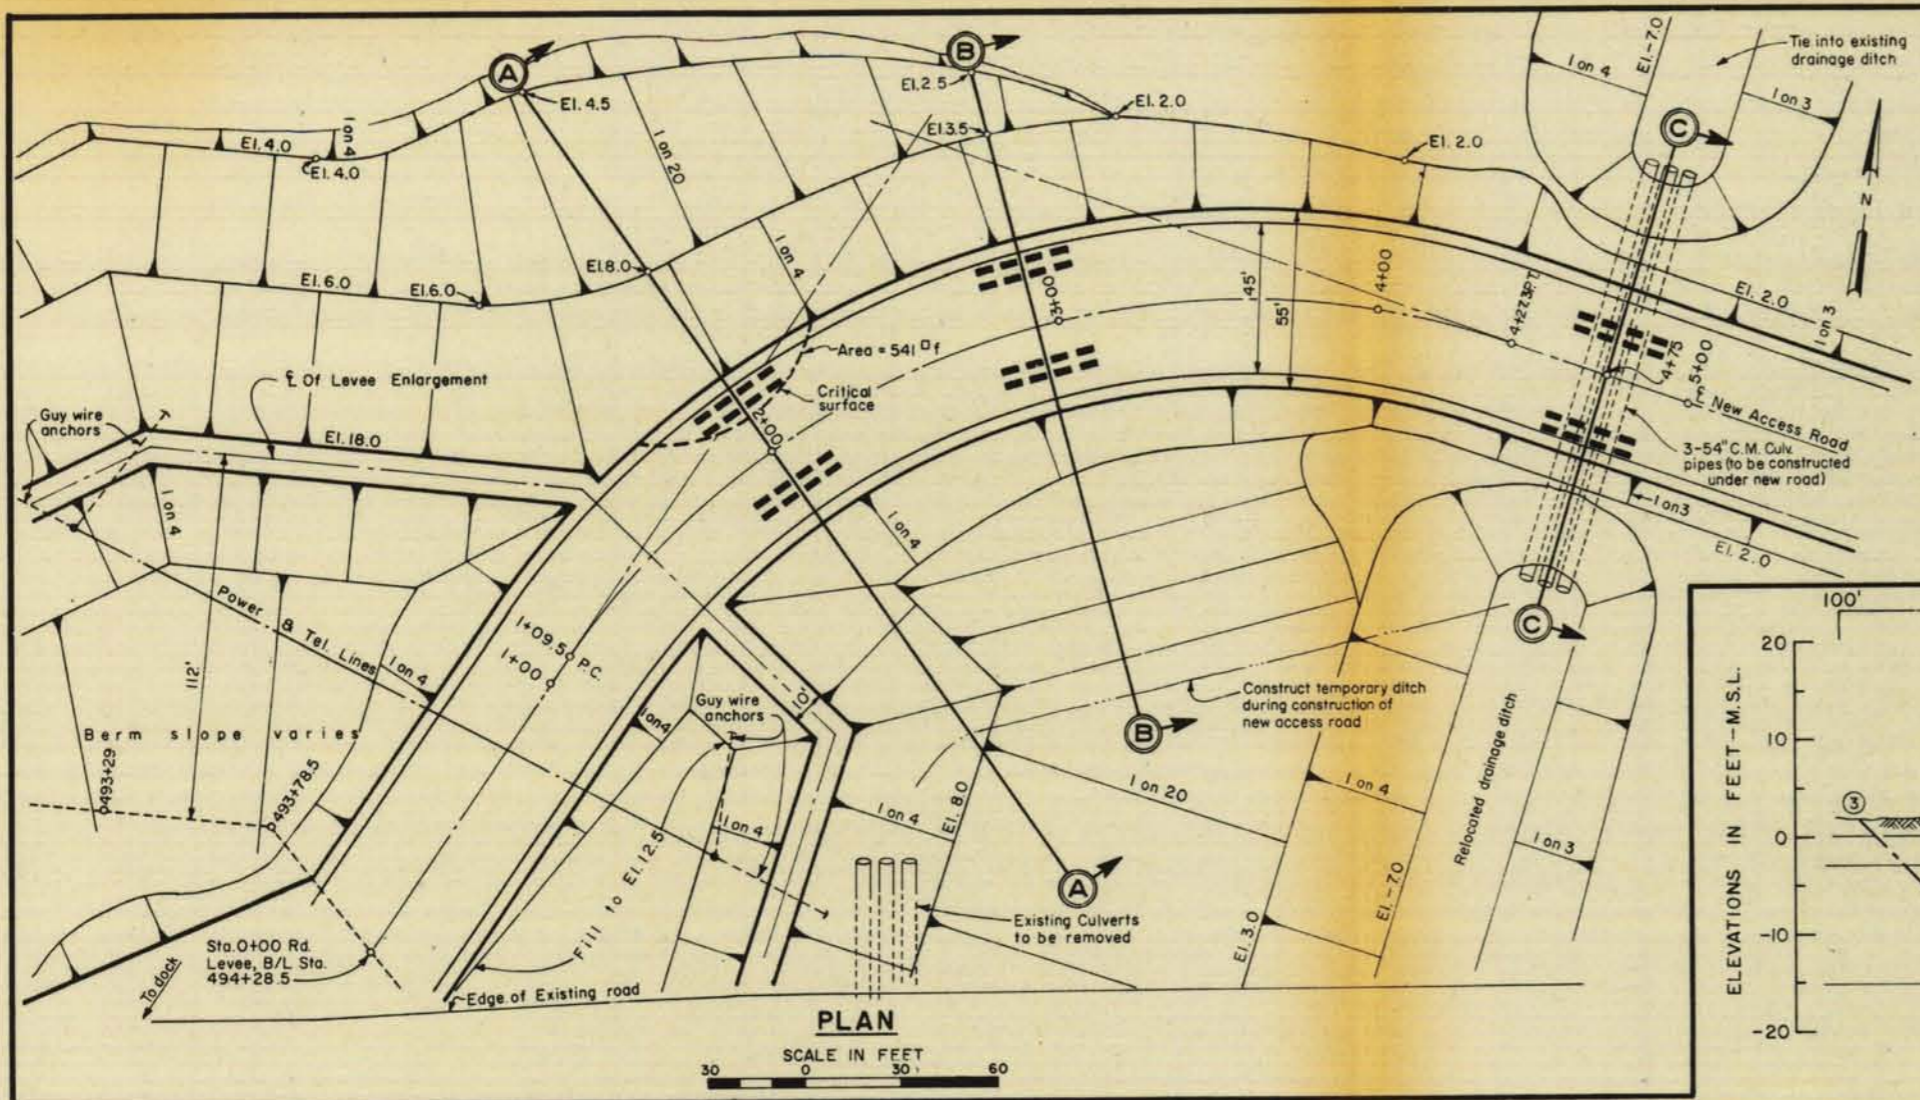 A
B
El. 4.5
El. 2.5
El. 2.0
El. 3.5
El. 2.0
1 on 4
El. -7.0
Tie into existing
drainage ditch
1 on 3
C
N
El. 4.0
1 on 4
℄ El. 4.0
1 on 20
1 on 4
El. 8.0
El. 6.0
El. 6.0
3+00
45'
55'
4+00
4+27.3 P.T.
El. 2.0
1 on 3
Area = 541 □f
Critical
surface
2+00
4+75
5+00
℄ New Access Road
℄ Of Levee Enlargement
Guy wire
anchors
El. 18.0
3-54" C.M. Culv.
pipes (to be constructed
under new road)
1 on 3
El. 2.0
1 on 4
1 on 4
Power & Tel. Lines
1 on 4
112'
1+09.5 P.C.
1+00
C
Guy wire
anchors
10'
1 on 4
Construct temporary ditch
during construction of
new access road
B
Berm slope varies
493+29
493+78.5
1 on 4
1 on 4
El. 8.0
1 on 20
1 on 4
Relocated drainage ditch
1 on 3
Fill to El. 12.5
A
Existing Culverts
to be removed
El. 3.0
El. -7.0
Sta. 0+00 Rd.
Levee, B/L Sta.
494+28.5
To dock
Edge of Existing road
PLAN
SCALE IN FEET
30 0 30 60
100'
ELEVATIONS IN FEET-M.S.L.
20
10
0
-10
-20
3